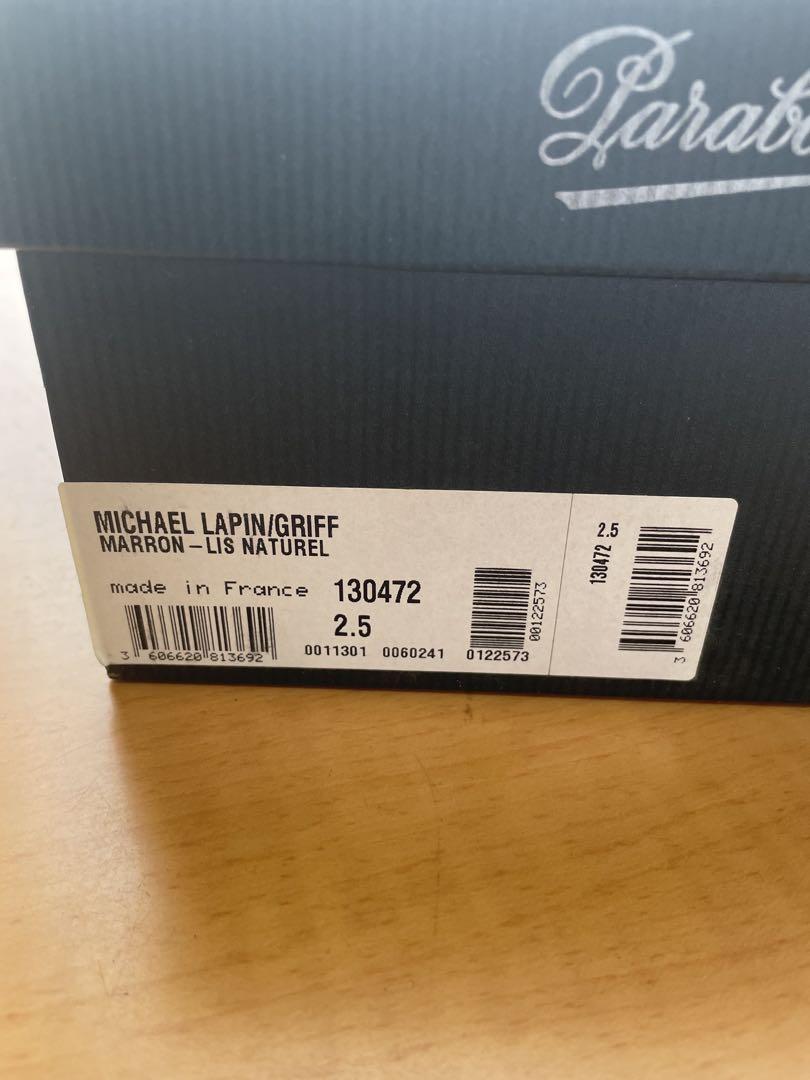 MICHAEL LAPIN/GRIFF
MARRON – LIS NATUREL
made in France 130472
2.5
3 606620 813692
0011301 0060241 0122573
00122573
2.5
130472
3 606620 813692